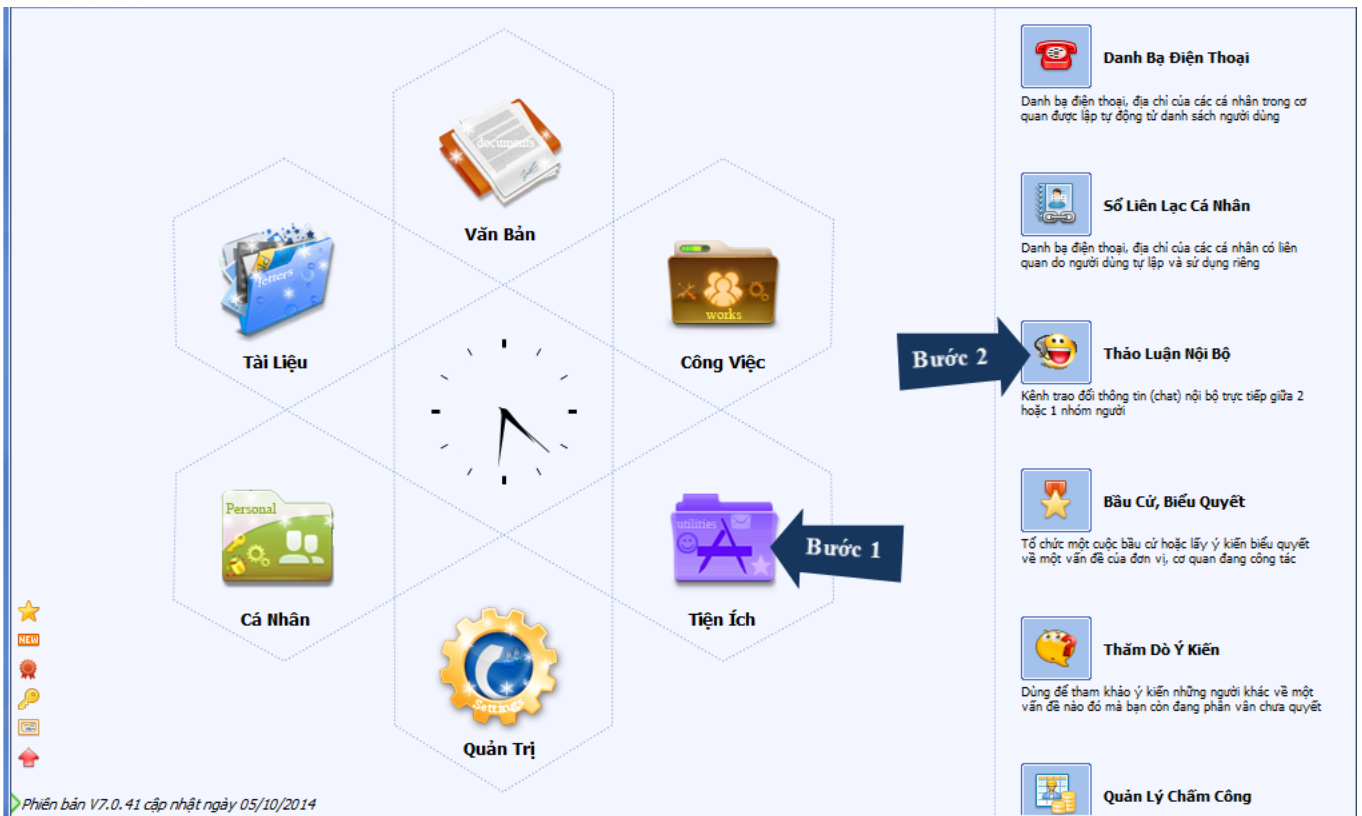 documents
Văn Bản
letters
Tài Liệu
works
Công Việc
Personal
Cá Nhân
utilities
Tiện Ích
Bước 1
Settings
Quản Trị
NEW
Phiên bản V7.0.41 cập nhật ngày 05/10/2014
Danh Bạ Điện Thoại
Danh bạ điện thoại, địa chỉ của các cá nhân trong cơ
quan được lập tự động từ danh sách người dùng
Sổ Liên Lạc Cá Nhân
Danh bạ điện thoại, địa chỉ của các cá nhân có liên
quan do người dùng tự lập và sử dụng riêng
Bước 2
Thảo Luận Nội Bộ
Kênh trao đổi thông tin (chat) nội bộ trực tiếp giữa 2
hoặc 1 nhóm người
Bầu Cử, Biểu Quyết
Tổ chức một cuộc bầu cử hoặc lấy ý kiến biểu quyết
về một vấn đề của đơn vị, cơ quan đang công tác
Thăm Dò Ý Kiến
Dùng để tham khảo ý kiến những người khác về một
vấn đề nào đó mà bạn còn đang phân vân chưa quyết
Quản Lý Chấm Công